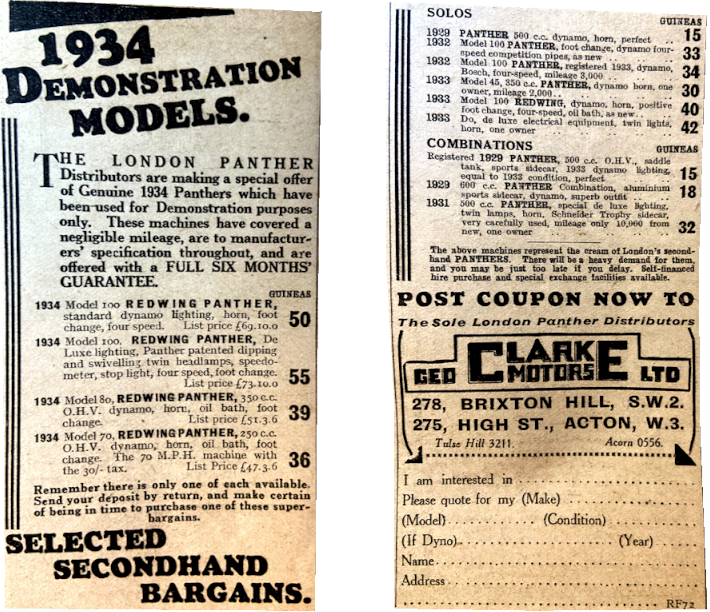 1934
DEMONSTRATION
MODELS.
THE LONDON PANTHER
Distributors are making a special offer
of Genuine 1934 Panthers which have
been used for Demonstration purposes
only. These machines have covered a
negligible mileage, are to manufactur-
ers' specification throughout, and are
offered with a FULL SIX MONTHS'
GUARANTEE.
GUINEAS
1934 Model 100 REDWING PANTHER,
standard dynamo lighting, horn, foot
change, four speed. List price £69.10.0 50
1934 Model 100, REDWING PANTHER, De
Luxe lighting, Panther patented dipping
and swivelling twin headlamps, speedo-
meter, stop light, four speed, foot change.
List price £73.10.0 55
1934 Model 80, REDWING PANTHER, 350 c.c.
O.H.V. dynamo, horn, oil bath, foot
change. List price £51.3.6 39
1934 Model 70, REDWING PANTHER, 250 c.c.
O.H.V. dynamo, horn, oil bath, foot
change. The 70 M.P.H. machine with
the 30/- tax. List Price £47.3.6 36
Remember there is only one of each available.
Send your deposit by return, and make certain
of being in time to purchase one of these super-
bargains.
SELECTED
SECONDHAND
BARGAINS.
SOLOS
GUINEAS
1929 PANTHER 500 c.c. dynamo, horn, perfect .. 15
1932 Model 100 PANTHER, foot change, dynamo four-
speed competition pipes, as new .. .. 33
1932 Model 100 PANTHER, registered 1933, dynamo,
Bosch, four-speed, mileage 3,000 .. .. 34
1933 Model 45, 350 c.c. PANTHER, dynamo horn, one
owner, mileage 2,000 .. .. .. 30
1933 Model 100 REDWING, dynamo, horn, positive
foot change, four-speed, oil bath, as new .. .. 40
1933 Do, de luxe electrical equipment, twin lights,
horn, one owner .. .. .. .. 42
COMBINATIONS GUINEAS
Registered 1929 PANTHER, 500 c.c. O.H.V., saddle
tank, sports sidecar, 1933 dynamo lighting,
equal to 1933 condition, perfect .. .. 15
1929 600 c.c. PANTHER Combination, aluminium
sports sidecar, dynamo, superb outfit .. .. 18
1931 500 c.c. PANTHER, special de luxe lighting,
twin lamps, horn, Schneider Trophy sidecar,
very carefully used, mileage only 10,000 from
new, one owner .. .. .. .. 32
The above machines represent the cream of London's second-
hand PANTHERS. There will be a heavy demand for them,
and you may be just too late if you delay. Self-financed
hire purchase and special exchange facilities available.
POST COUPON NOW TO
The Sole London Panther Distributors
GEO CLARKE MOTORS LTD
278, BRIXTON HILL, S.W.2.
275, HIGH ST., ACTON, W.3.
Tulse Hill 3211. Acorn 0556.
I am interested in ..............................
Please quote for my (Make) ....................
(Model).............. (Condition) ..............
(If Dyno).......................... (Year) ......
Name..........................................
Address .......................................
RF72